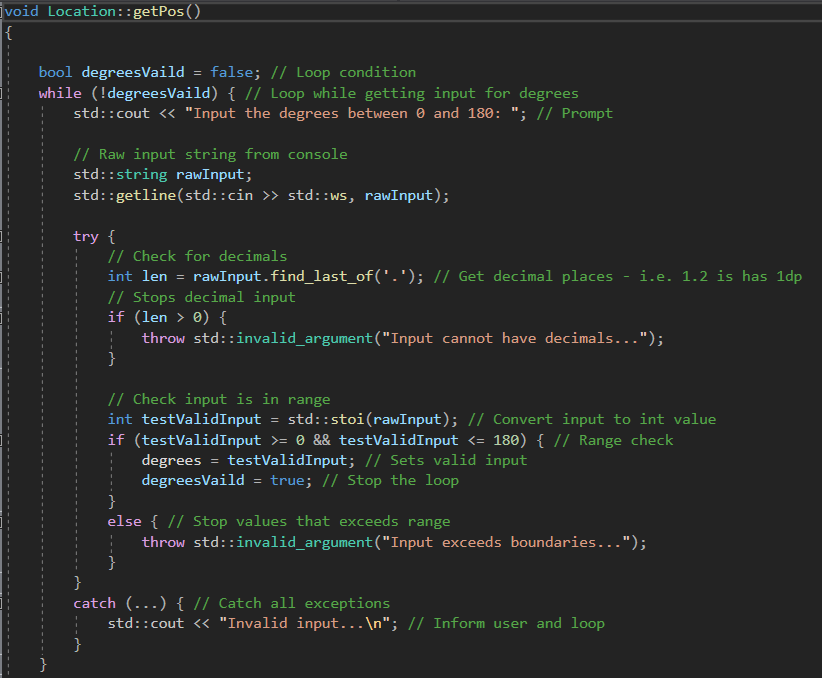 void Location::getPos()
{
bool degreesVaild = false; // Loop condition
while (!degreesVaild) { // Loop while getting input for degrees
std::cout << "Input the degrees between 0 and 180: "; // Prompt
// Raw input string from console
std::string rawInput;
std::getline(std::cin >> std::ws, rawInput);
try {
// Check for decimals
int len = rawInput.find_last_of('.'); // Get decimal places - i.e. 1.2 is has 1dp
// Stops decimal input
if (len > 0) {
throw std::invalid_argument("Input cannot have decimals...");
}
// Check input is in range
int testValidInput = std::stoi(rawInput); // Convert input to int value
if (testValidInput >= 0 && testValidInput <= 180) { // Range check
degrees = testValidInput; // Sets valid input
degreesVaild = true; // Stop the loop
}
else { // Stop values that exceeds range
throw std::invalid_argument("Input exceeds boundaries...");
}
}
catch (...) { // Catch all exceptions
std::cout << "Invalid input...\n"; // Inform user and loop
}
}